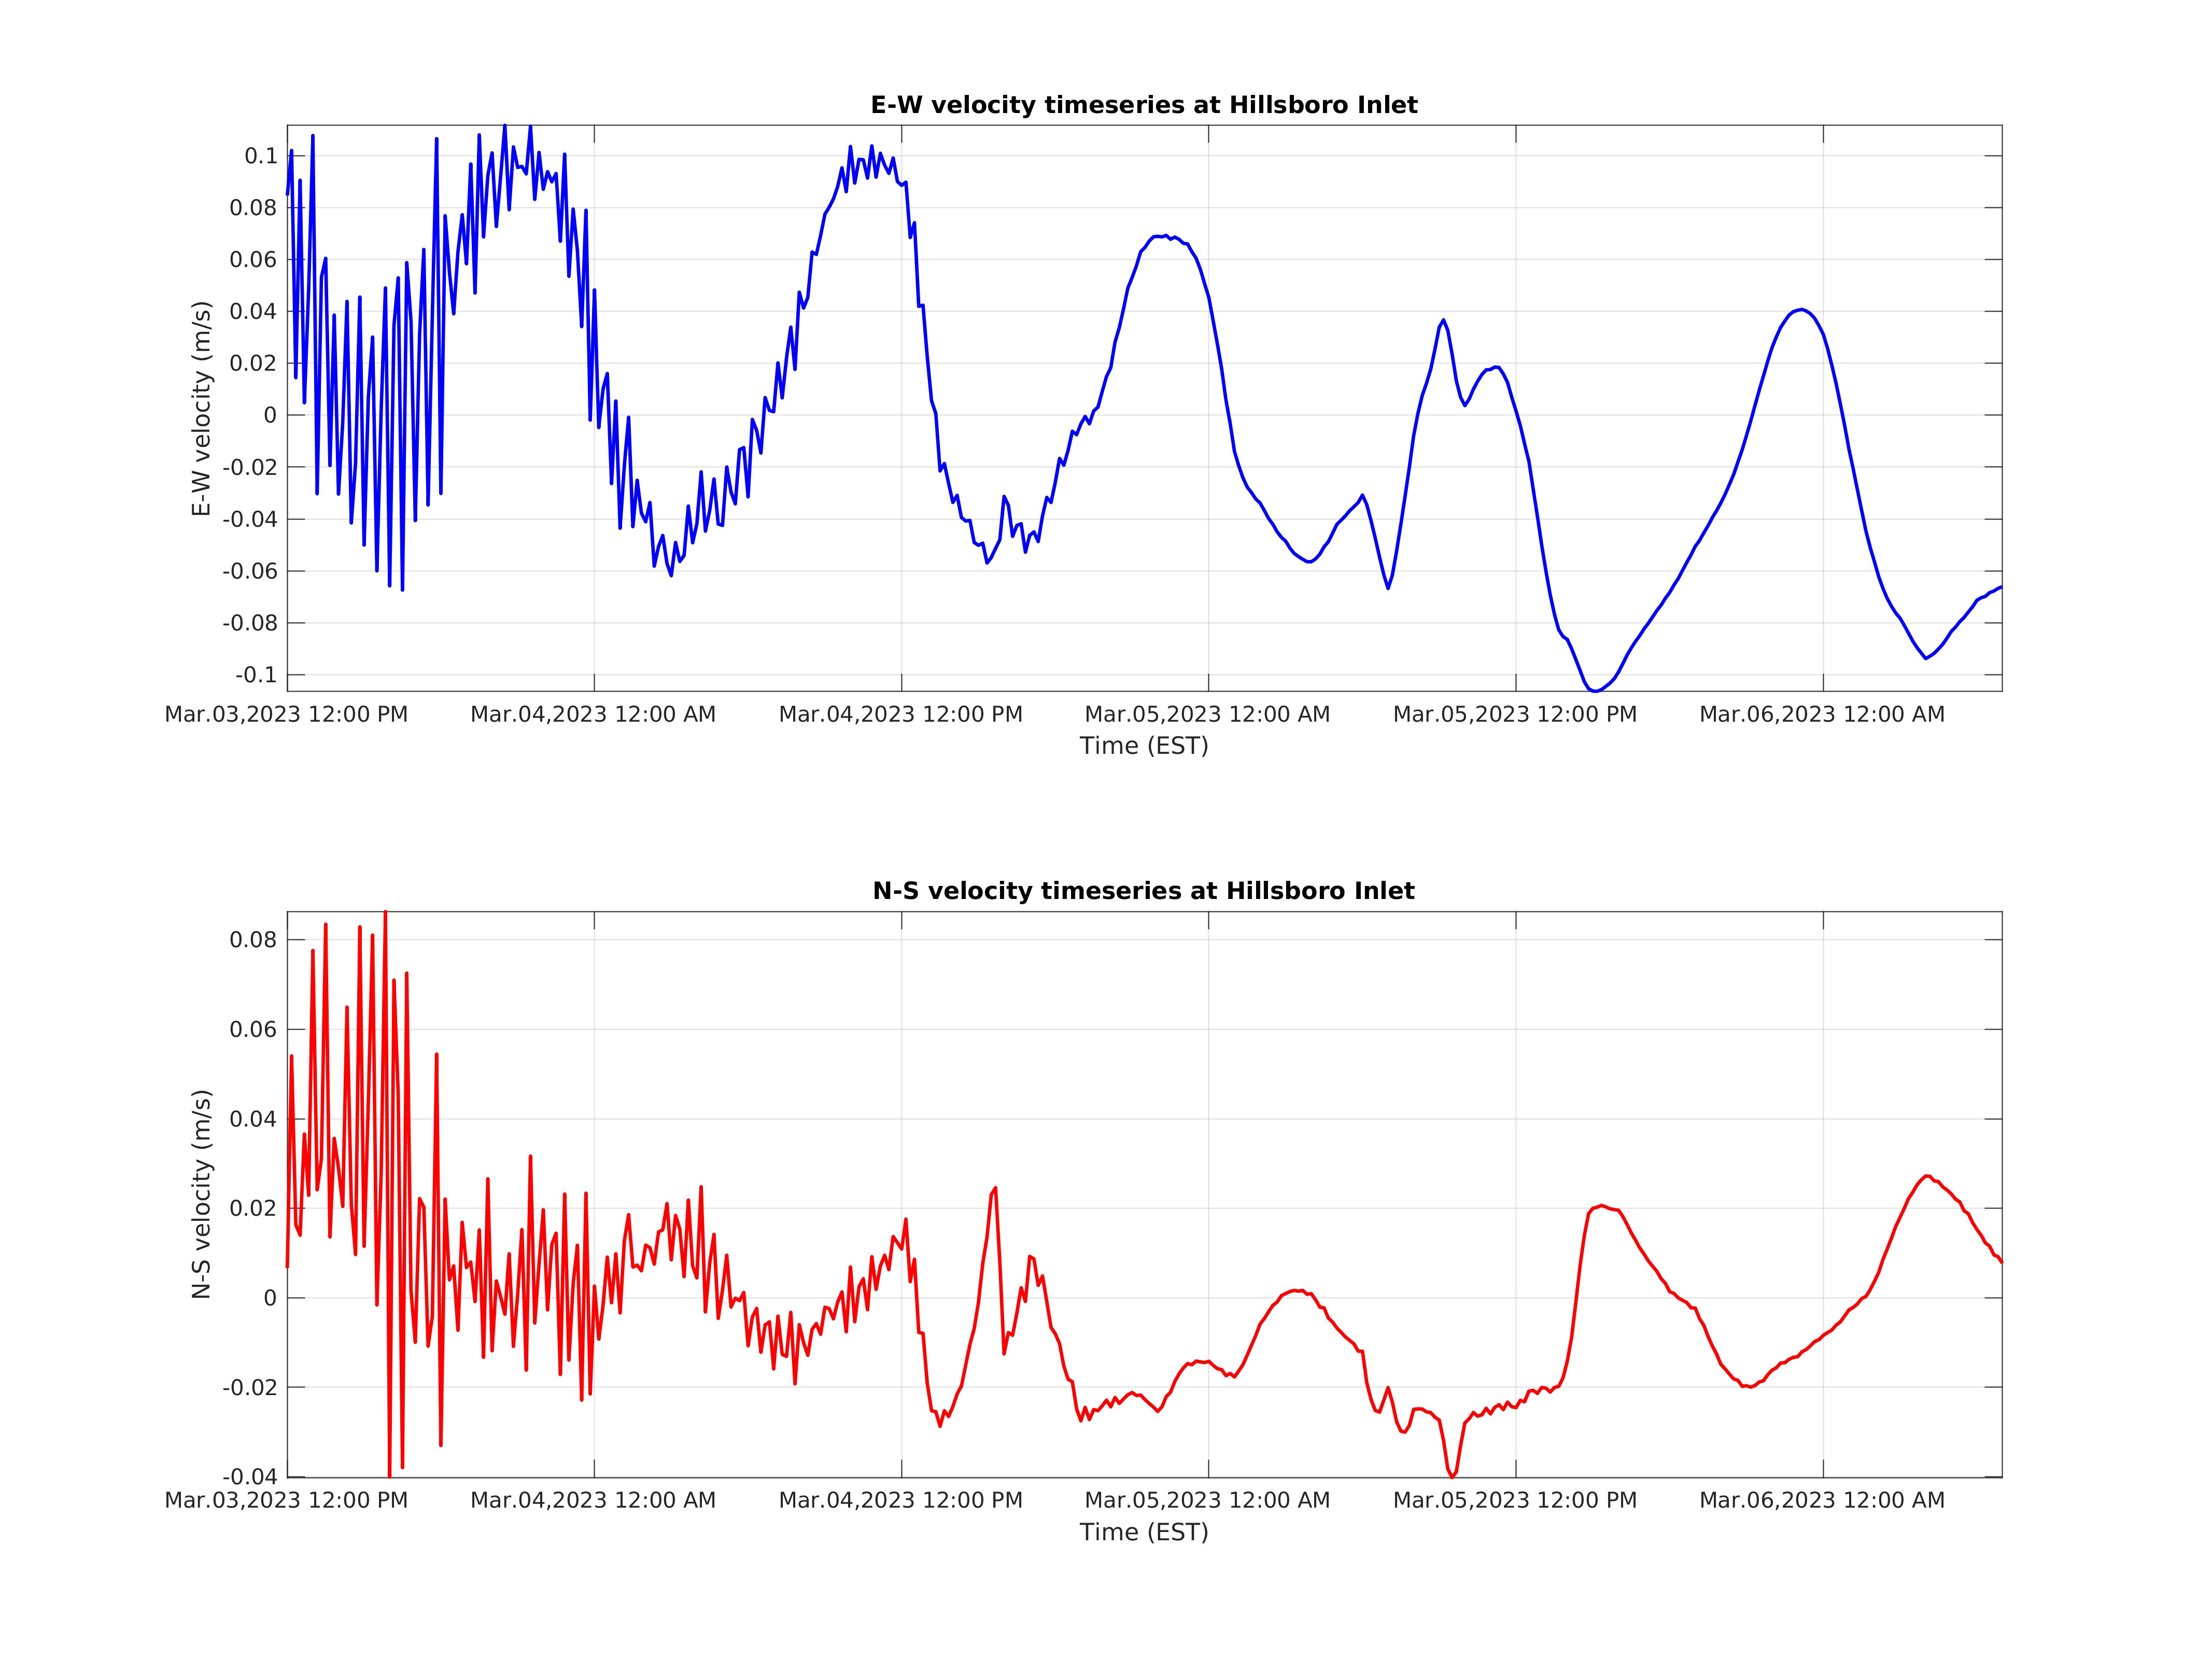 E-W velocity timeseries at Hillsboro Inlet
E-W velocity (m/s)
0.1
0.08
0.06
0.04
0.02
0
-0.02
-0.04
-0.06
-0.08
-0.1
Mar.03,2023 12:00 PM Mar.04,2023 12:00 AM Mar.04,2023 12:00 PM Mar.05,2023 12:00 AM Mar.05,2023 12:00 PM Mar.06,2023 12:00 AM
Time (EST)
N-S velocity timeseries at Hillsboro Inlet
N-S velocity (m/s)
0.08
0.06
0.04
0.02
0
-0.02
-0.04
Mar.03,2023 12:00 PM Mar.04,2023 12:00 AM Mar.04,2023 12:00 PM Mar.05,2023 12:00 AM Mar.05,2023 12:00 PM Mar.06,2023 12:00 AM
Time (EST)